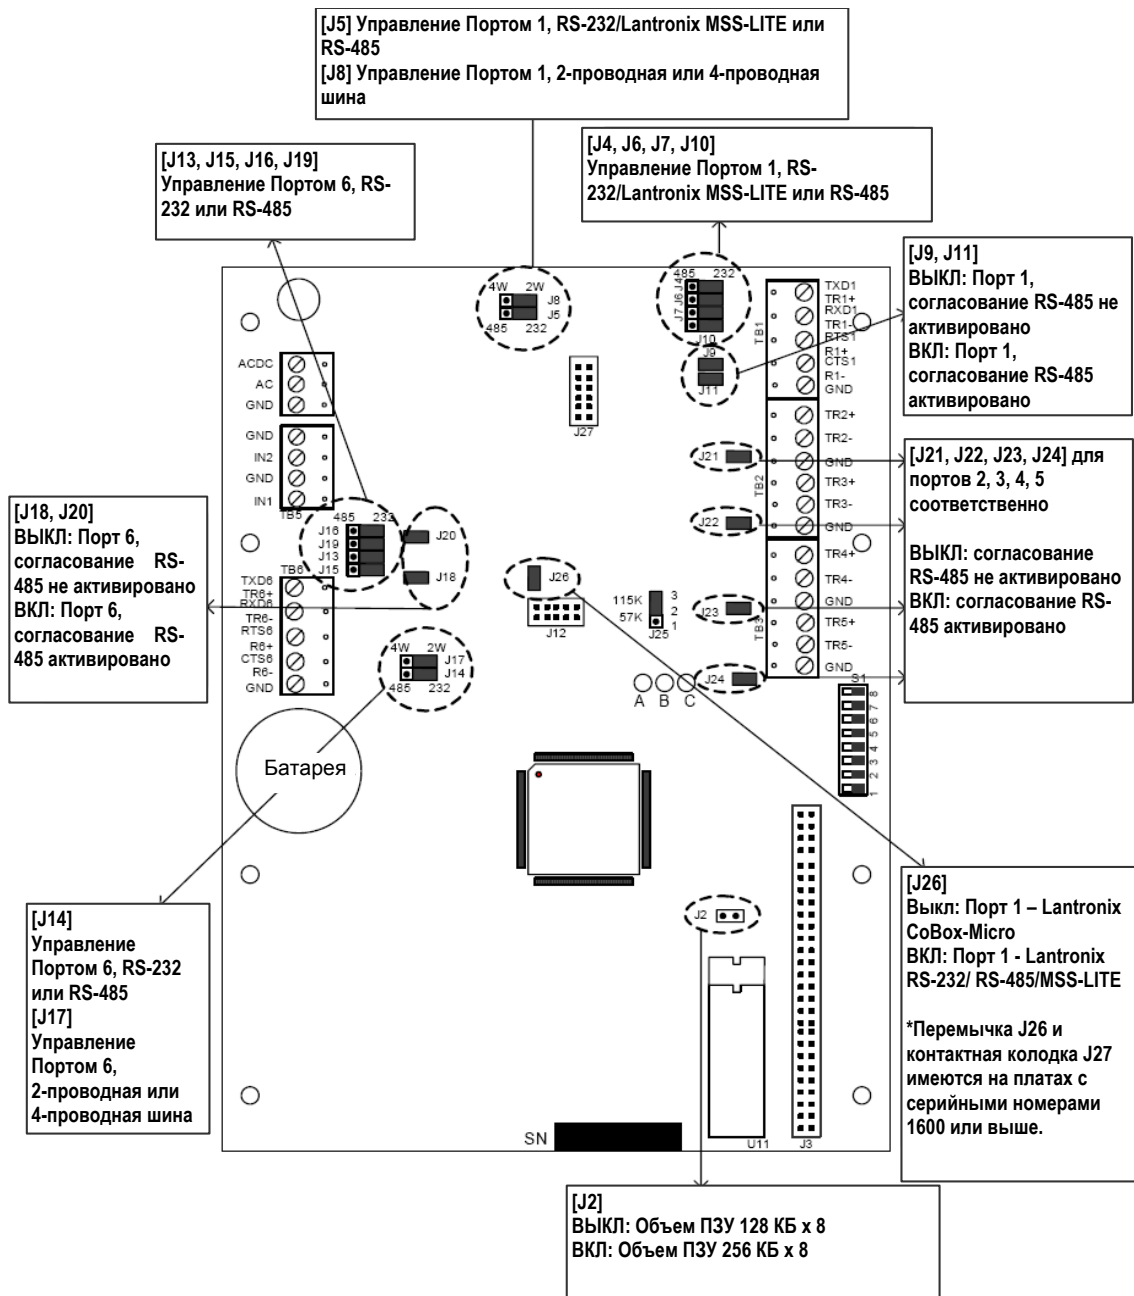 [J5] Управление Портом 1, RS-232/Lantronix MSS-LITE или
RS-485
[J8] Управление Портом 1, 2-проводная или 4-проводная
шина
[J13, J15, J16, J19]
Управление Портом 6, RS-
232 или RS-485
[J4, J6, J7, J10]
Управление Портом 1, RS-
232/Lantronix MSS-LITE или RS-485
[J9, J11]
ВЫКЛ: Порт 1,
согласование RS-485 не
активировано
ВКЛ: Порт 1,
согласование RS-485
активировано
4W 2W
J8
J5
485 232
485 232
J4
J6
J7
J10
J9
J11
TXD1
TR1+
RXD1
TR1-
RTS1
R1+
CTS1
R1-
GND
TB1
ACDC
AC
GND
GND
IN2
GND
IN1
TB5
J27
TR2+
TR2-
GND
TR3+
TR3-
GND
TB2
J21
J22
[J21, J22, J23, J24] для
портов 2, 3, 4, 5
соответственно
ВЫКЛ: согласование
RS-485 не активировано
ВКЛ: согласование RS-
485 активировано
[J18, J20]
ВЫКЛ: Порт 6,
согласование RS-
485 не активировано
ВКЛ: Порт 6,
согласование RS-
485 активировано
485 232
J16
J19
J13
J15
J20
J18
TB6
TXD6
TR6+
RXD6
TR6-
RTS6
R6+
CTS6
R6-
GND
J26
J12
115K
57K
3
2
1
J25
TR4+
TR4-
GND
TR5+
TR5-
GND
TB3
J23
J24
4W 2W
J17
J14
485 232
A B C
S1
8
7
6
5
4
3
2
1
Батарея
[J14]
Управление
Портом 6, RS-232
или RS-485
[J17]
Управление
Портом 6,
2-проводная или
4-проводная шина
J2
[J26]
Выкл: Порт 1 – Lantronix
CoBox-Micro
ВКЛ: Порт 1 - Lantronix
RS-232/ RS-485/MSS-LITE
*Перемычка J26 и
контактная колодка J27
имеются на платах с
серийными номерами
1600 или выше.
SN
U11
J3
[J2]
ВЫКЛ: Объем ПЗУ 128 КБ x 8
ВКЛ: Объем ПЗУ 256 КБ x 8